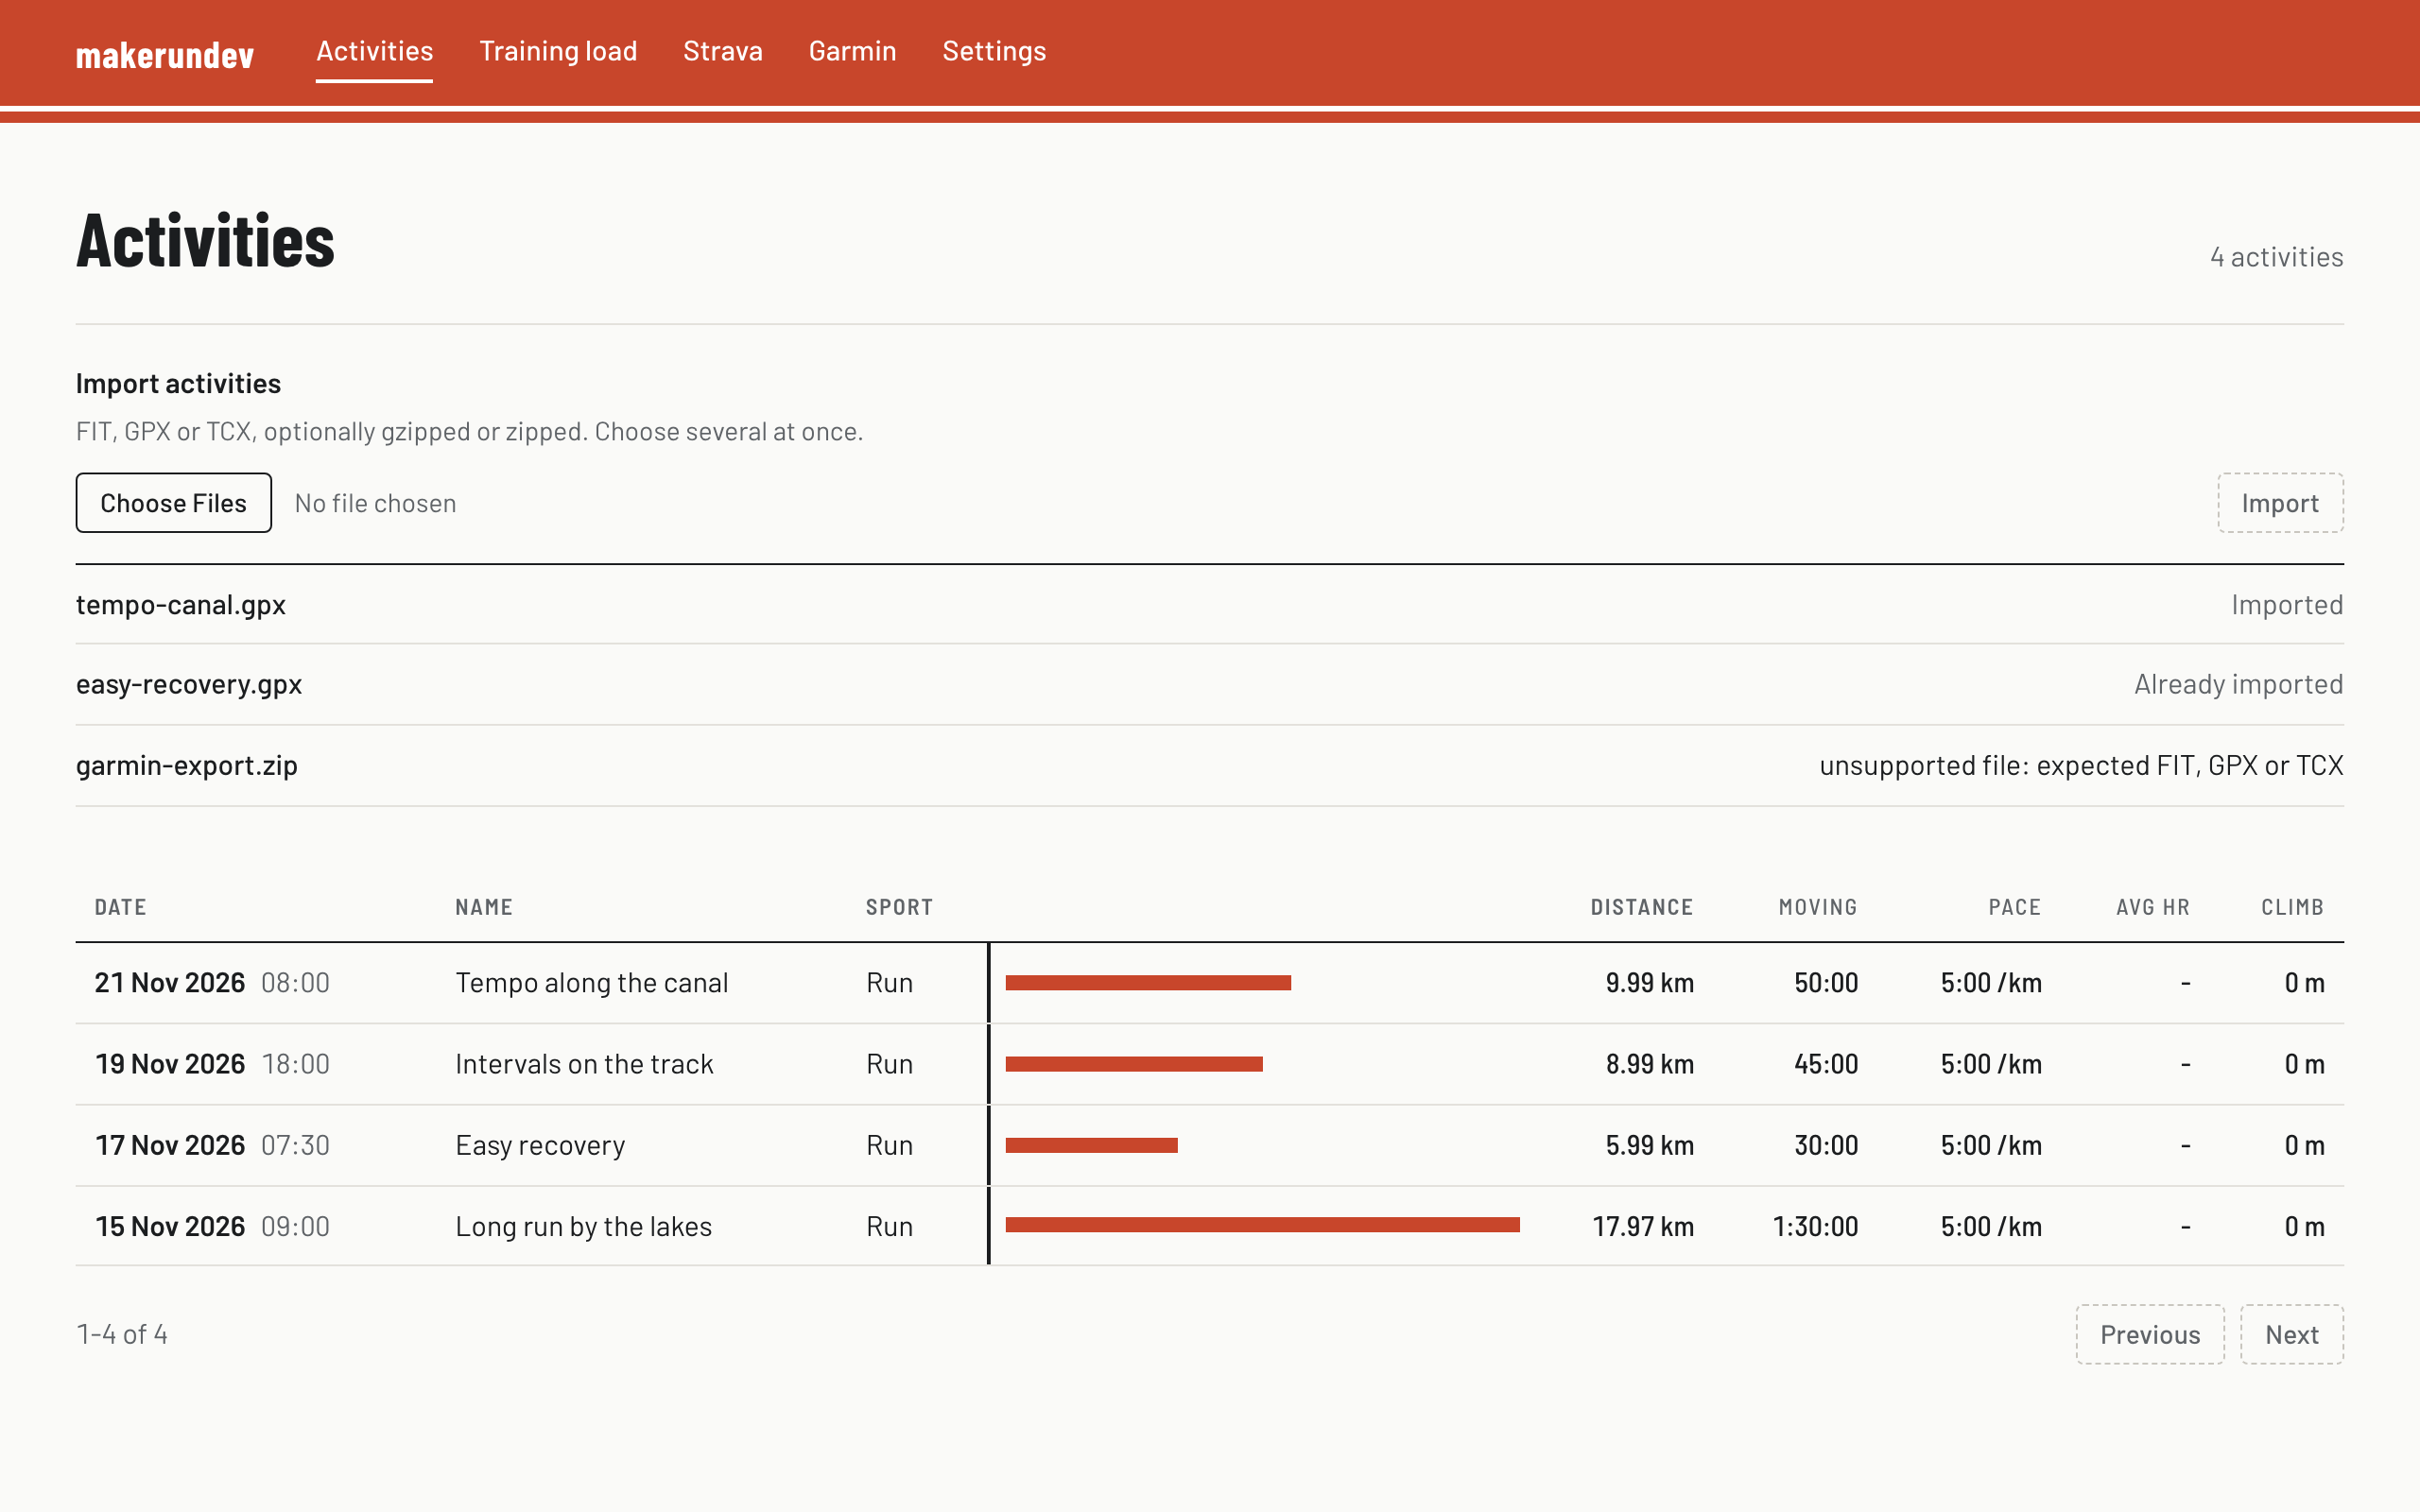 makerundev Activities Training load Strava Garmin Settings
Activities
4 activities
Import activities
FIT, GPX or TCX, optionally gzipped or zipped. Choose several at once.
Choose Files No file chosen Import
tempo-canal.gpx Imported
easy-recovery.gpx Already imported
garmin-export.zip unsupported file: expected FIT, GPX or TCX
DATE NAME SPORT DISTANCE MOVING PACE AVG HR CLIMB
21 Nov 2026 08:00 Tempo along the canal Run 9.99 km 50:00 5:00 /km - 0 m
19 Nov 2026 18:00 Intervals on the track Run 8.99 km 45:00 5:00 /km - 0 m
17 Nov 2026 07:30 Easy recovery Run 5.99 km 30:00 5:00 /km - 0 m
15 Nov 2026 09:00 Long run by the lakes Run 17.97 km 1:30:00 5:00 /km - 0 m
1-4 of 4 Previous Next